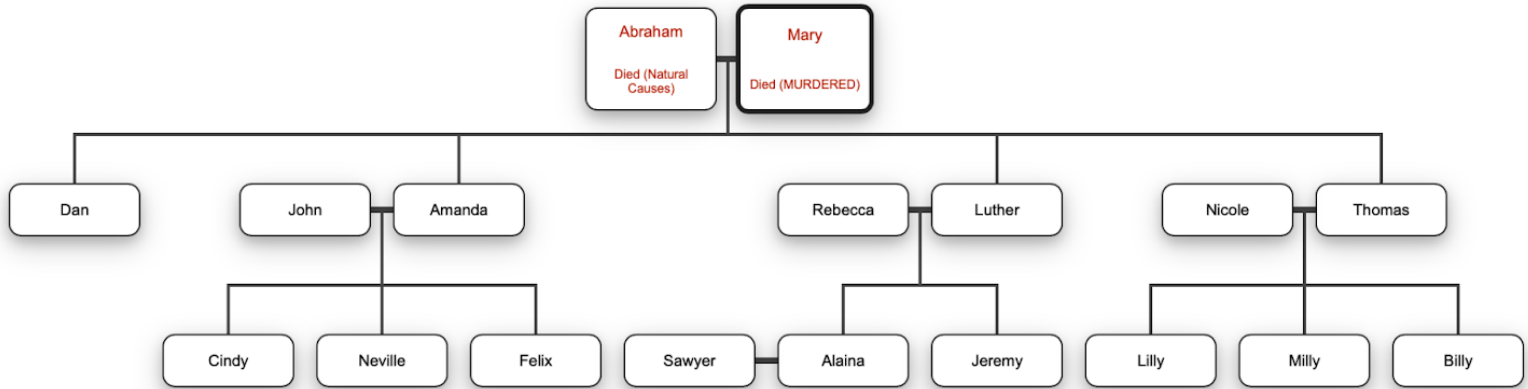 Abraham
Died (Natural
Causes)
Mary
Died (MURDERED)
Dan
John
Amanda
Rebecca
Luther
Nicole
Thomas
Cindy
Neville
Felix
Sawyer
Alaina
Jeremy
Lilly
Milly
Billy